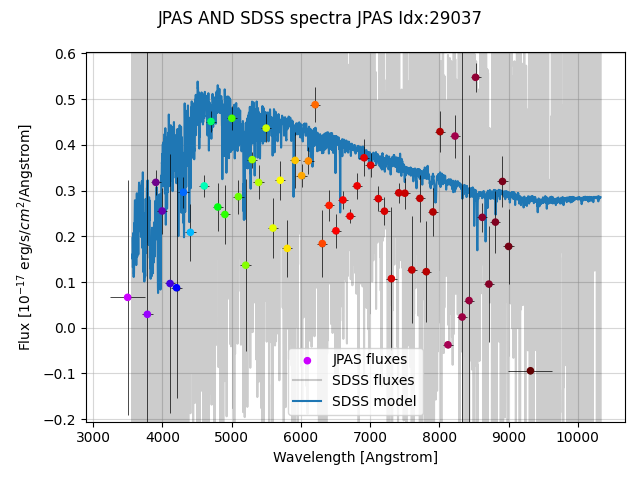 JPAS AND SDSS spectra JPAS Idx:29037
0.6
0.5
0.4
0.3
0.2
0.1
0.0
−0.1
−0.2
Flux [10⁻¹⁷ erg/s/cm²/Angstrom]
JPAS fluxes
SDSS fluxes
SDSS model
3000 4000 5000 6000 7000 8000 9000 10000
Wavelength [Angstrom]